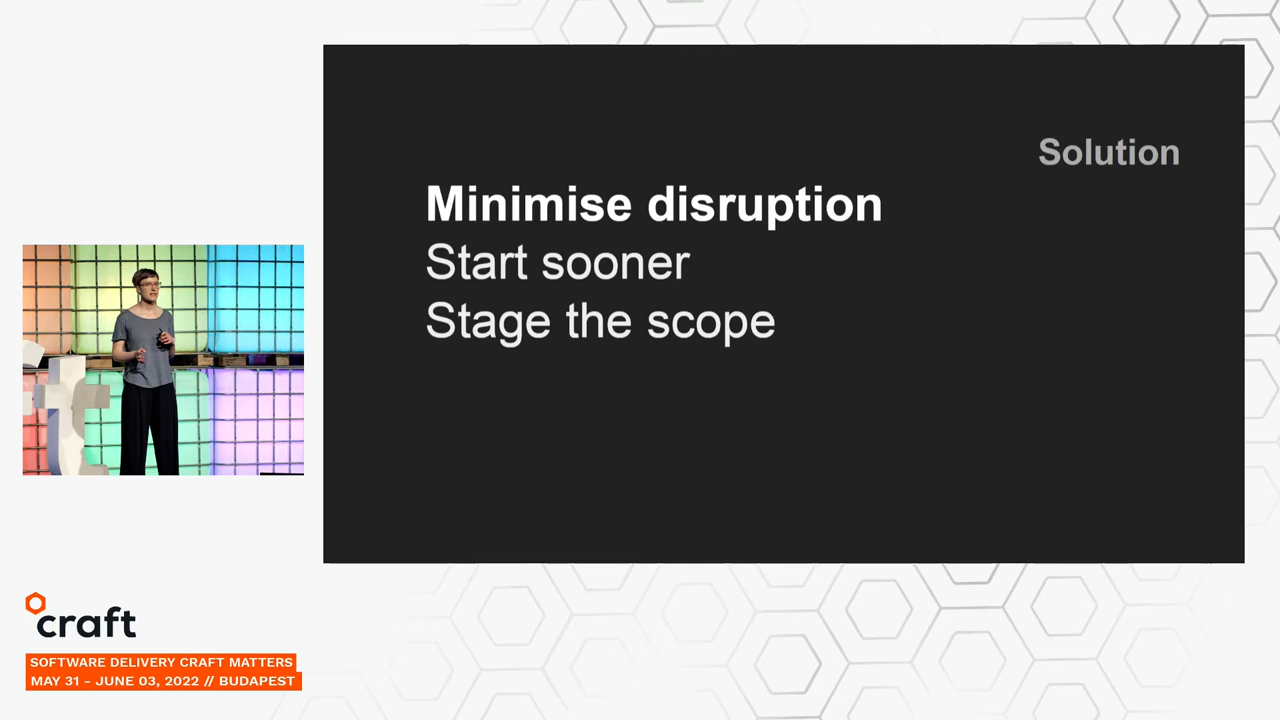 Solution
Minimise disruption
Start sooner
Stage the scope
craft
SOFTWARE DELIVERY CRAFT MATTERS
MAY 31 - JUNE 03, 2022 // BUDAPEST